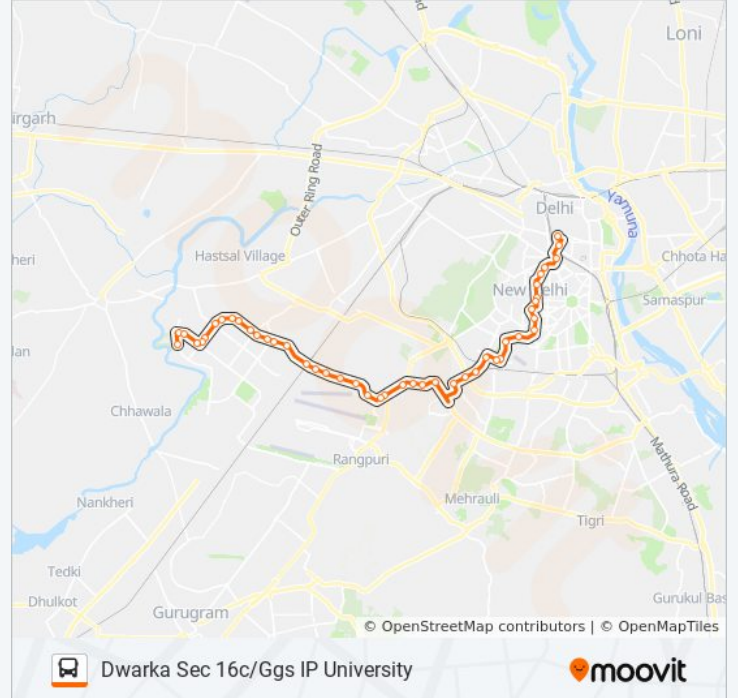 Loni
irgarh
Outer Ring Road
Yamuna
Delhi
Hastsal Village
Chhota Ha
heri
New Delhi
Samaspur
lan
Chhawala
Rangpuri
Mathura Road
Mehrauli
Nankheri
Tigri
Tedki
Dhulkot
Gurugram
Gurukul Bas
© OpenStreetMap contributors | © OpenMapTiles
Dwarka Sec 16c/Ggs IP University
moovit